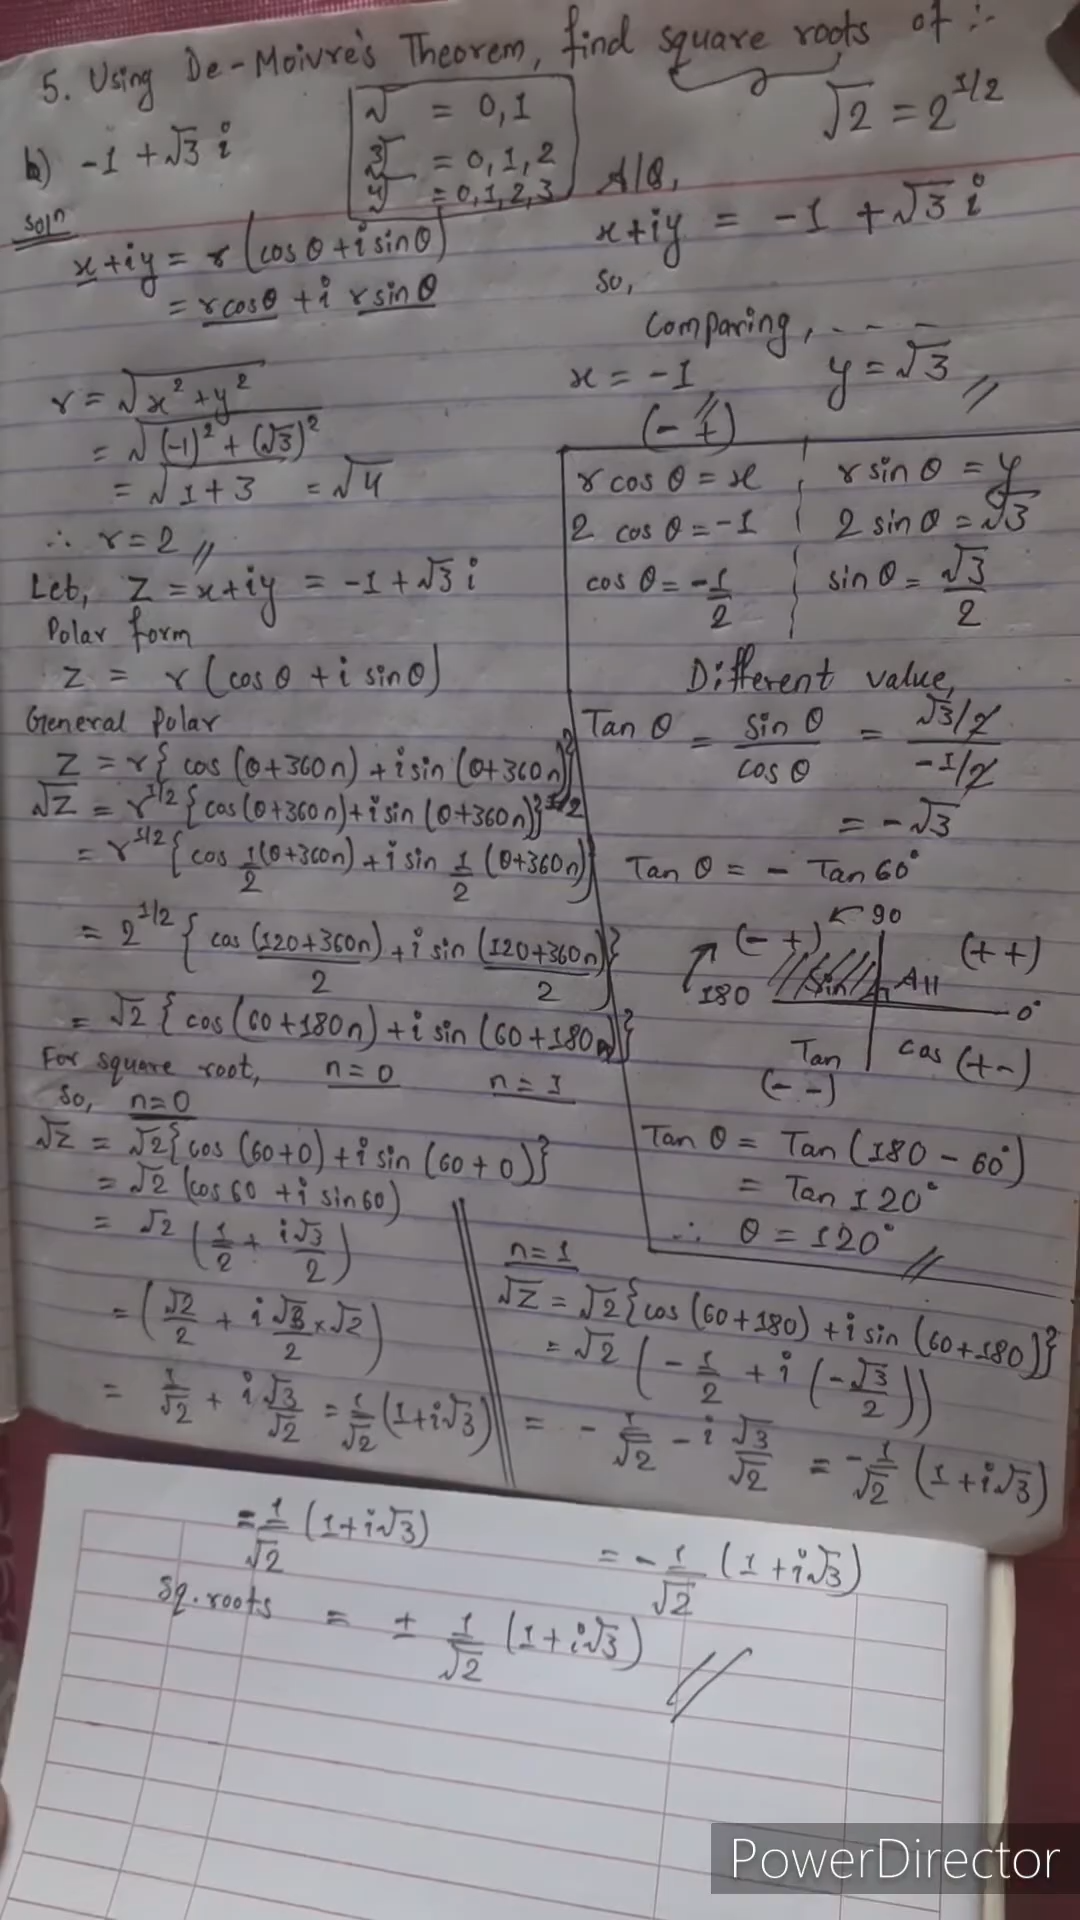 5. Using De-Moivre's Theorem, find square roots of :-
b) -1 + √3 i
√ = 0, 1
∛ = 0, 1, 2
∜ = 0, 1, 2, 3
√2 = 2^1/2
Solⁿ
x+iy = r (cos θ + i sin θ)
= r cos θ + i r sin θ
A/Q,
x+iy = -1 + √3 i
So,
Comparing, - - -
x = -1 y = √3 //
(- +)
r = √x² + y²
= √(-1)² + (√3)²
= √1 + 3 = √4
∴ r = 2 //
Let, Z = x+iy = -1 + √3 i
Polar form
Z = r (cos θ + i sin θ)
General Polar
Z = r { cos (θ+360n) + i sin (θ+360n)}
√Z = r^1/2 { cos (θ+360n) + i sin (θ+360n)}^1/2
= r^1/2 { cos 1/2 (θ+360n) + i sin 1/2 (θ+360n)}
= 2^1/2 { cos (120+360n)/2 + i sin (120+360n)/2 }
= √2 { cos (60+180n) + i sin (60+180n)}
For square root, n=0 n=1
So, n=0
√Z = √2 { cos (60+0) + i sin (60+0)}
= √2 (cos 60 + i sin 60)
= √2 (1/2 + i√3/2)
= (√2/2 + i √3/2 × √2)
= 1/√2 + i √3/√2 = 1/√2 (1+i√3)
r cos θ = x r sin θ = y
2 cos θ = -1 2 sin θ = √3
cos θ = -1/2 sin θ = √3/2
Different value,
Tan θ = Sin θ/cos θ = √3/2/-1/2
= -√3
Tan θ = - Tan 60°
90
(- +) (+ +)
180 Sin All 0°
Tan cos (+ -)
(- -)
Tan θ = Tan (180 - 60°)
= Tan 120°
∴ θ = 120° //
n=1
√Z = √2 { cos (60+180) + i sin (60+180)}
= √2 (-1/2 + i (-√3/2))
= -1/√2 - i √3/√2 = -1/√2 (1+i√3)
= 1/√2 (1+i√3) = -1/√2 (1+i√3)
Sq. roots = ± 1/√2 (1+i√3) //
PowerDirector